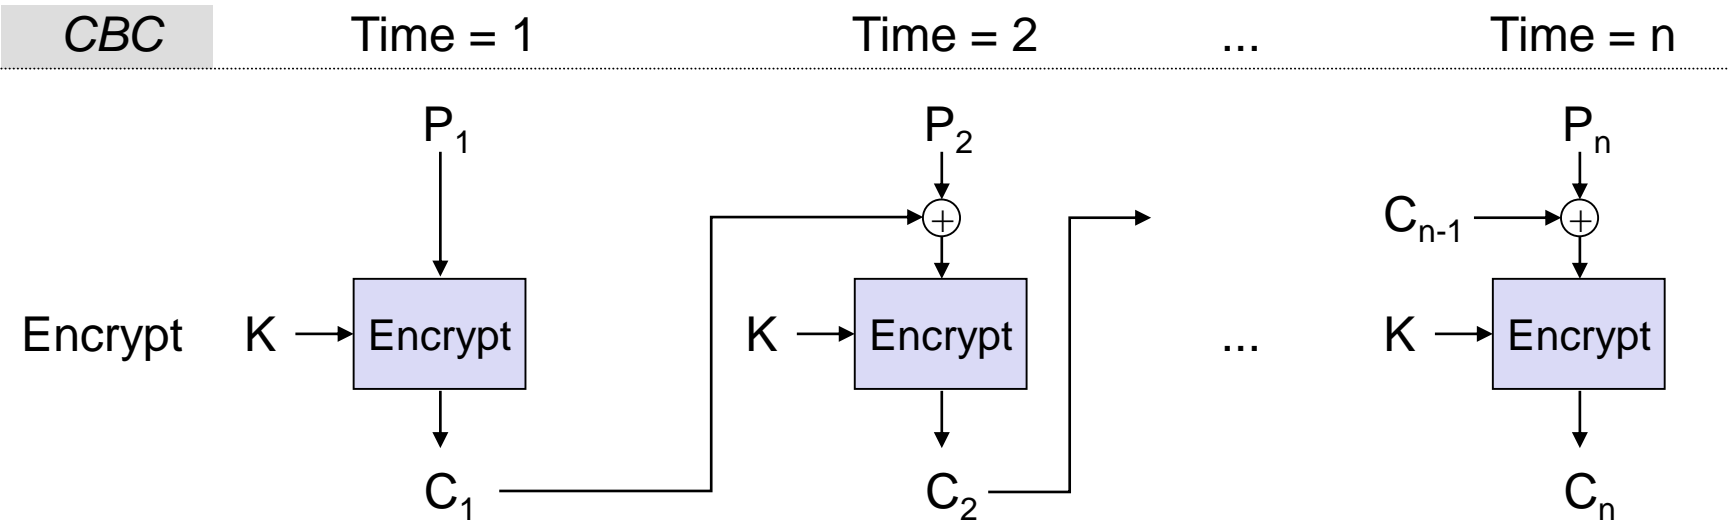 CBC Time = 1 Time = 2 ... Time = n
P1 P2 Pn
+ Cn-1 +
Encrypt K Encrypt K Encrypt ... K Encrypt
C1 C2 Cn